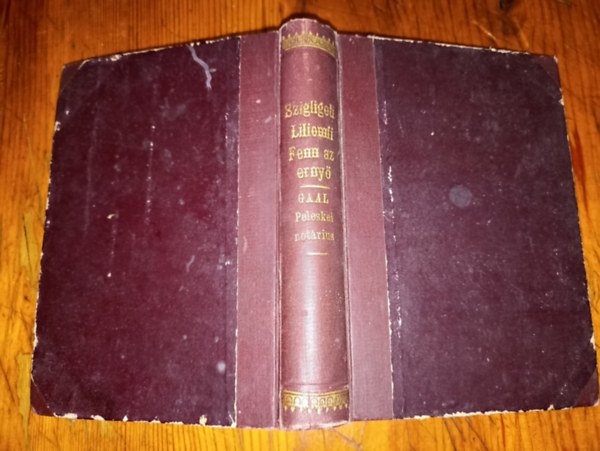 Szigligeti
Liliomfi
Fenn az
ernyő
GAAL
Peleskei
notárius